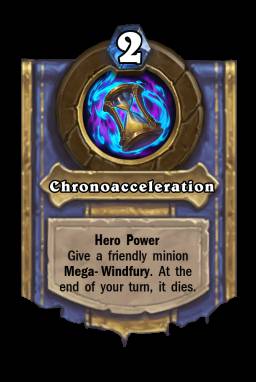 2
Chronoacceleration
Hero Power
Give a friendly minion
Mega-Windfury. At the
end of your turn, it dies.